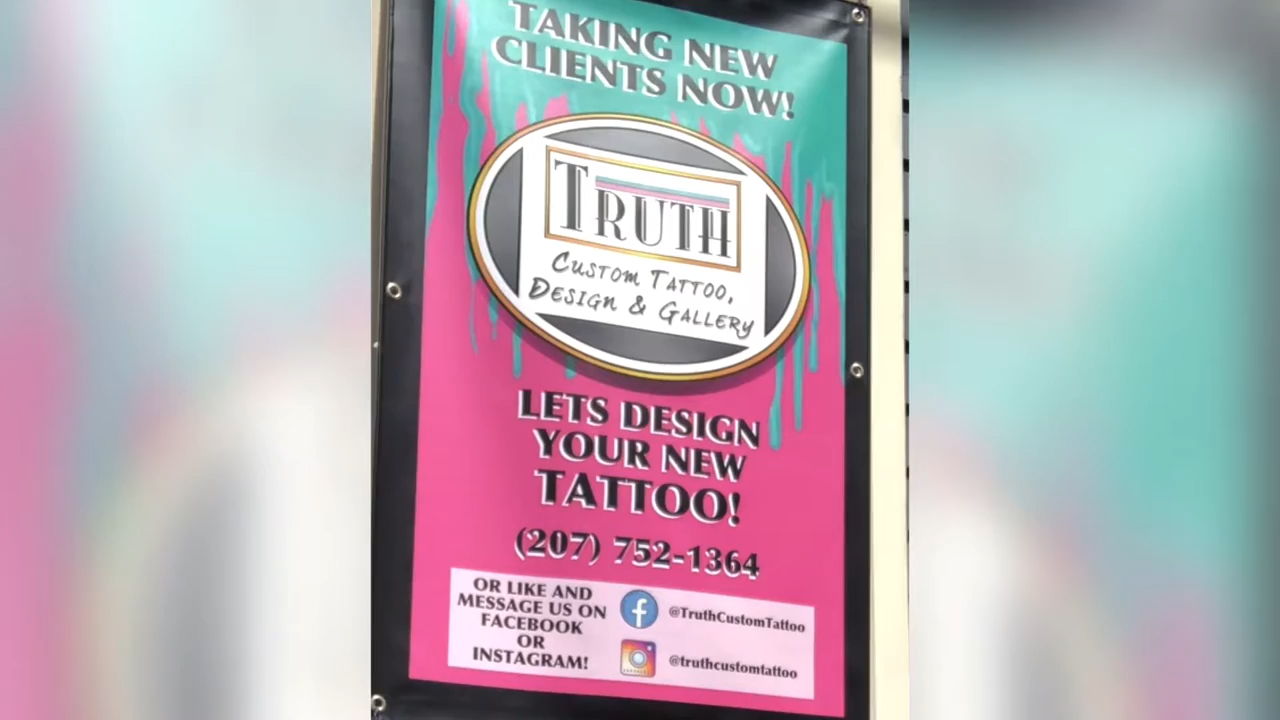 TAKING NEW
CLIENTS NOW!
TRUTH
CUSTOM TATTOO,
DESIGN & GALLERY
LETS DESIGN
YOUR NEW
TATTOO!
(207) 752-1364
OR LIKE AND
MESSAGE US ON
FACEBOOK
OR
INSTAGRAM!
@TruthCustomTattoo
@truthcustomtattoo